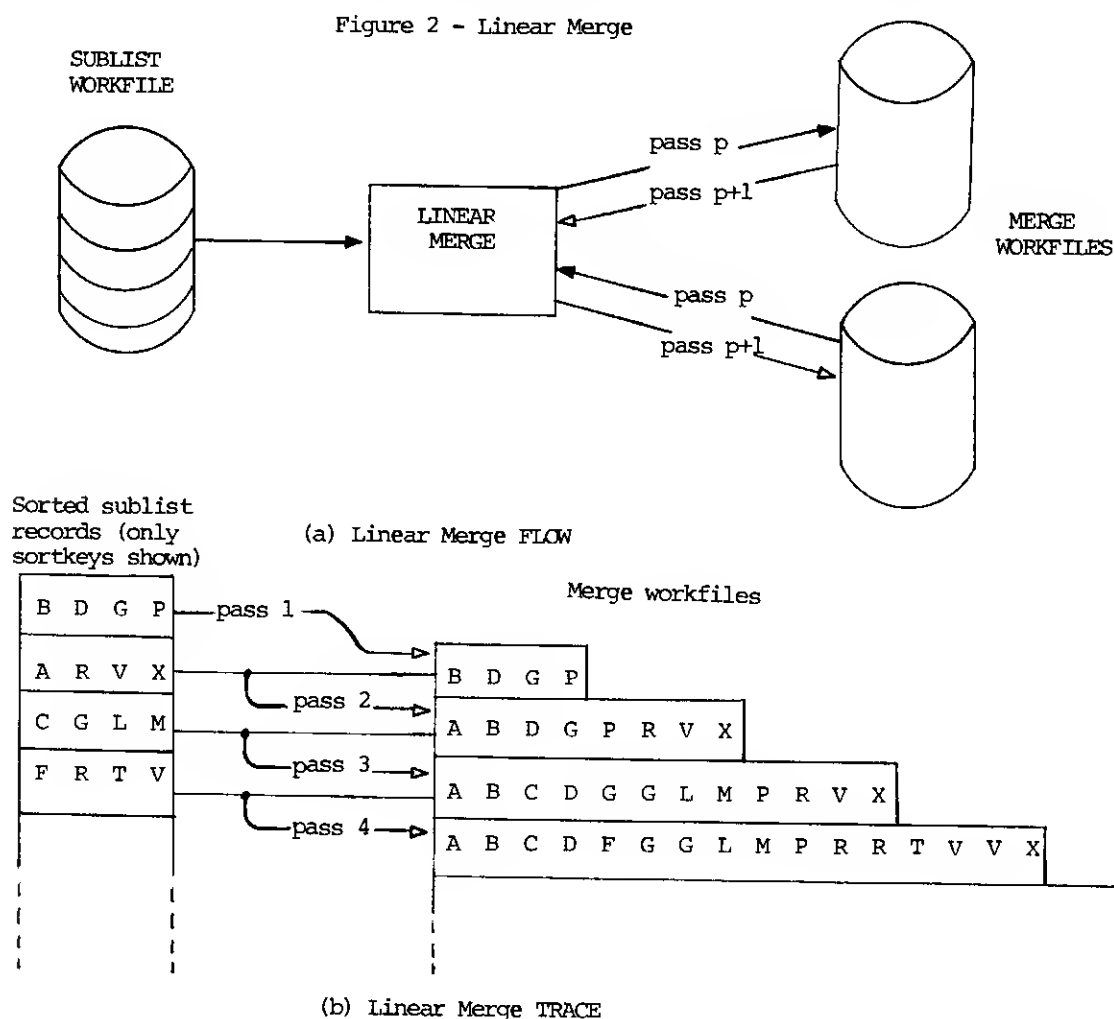 Figure 2 - Linear Merge
SUBLIST
WORKFILE
pass p
pass p+1
LINEAR
MERGE
MERGE
WORKFILES
pass p
pass p+1
Sorted sublist
records (only
sortkeys shown)
(a) Linear Merge FLOW
Merge workfiles
B D G P
pass 1
B D G P
A R V X
pass 2
A B D G P R V X
C G L M
pass 3
A B C D G G L M P R V X
F R T V
pass 4
A B C D F G G L M P R R T V V X
(b) Linear Merge TRACE